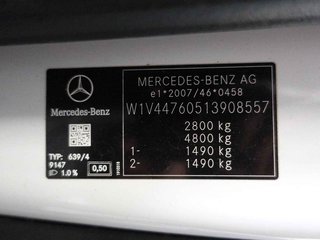 MERCEDES-BENZ AG
e1*2007/46*0458
W1V44760513908557
2800 kg
4800 kg
1- 1490 kg
2- 1490 kg
Mercedes-Benz
TYP: 639/4
9147
1.0 % 0,50